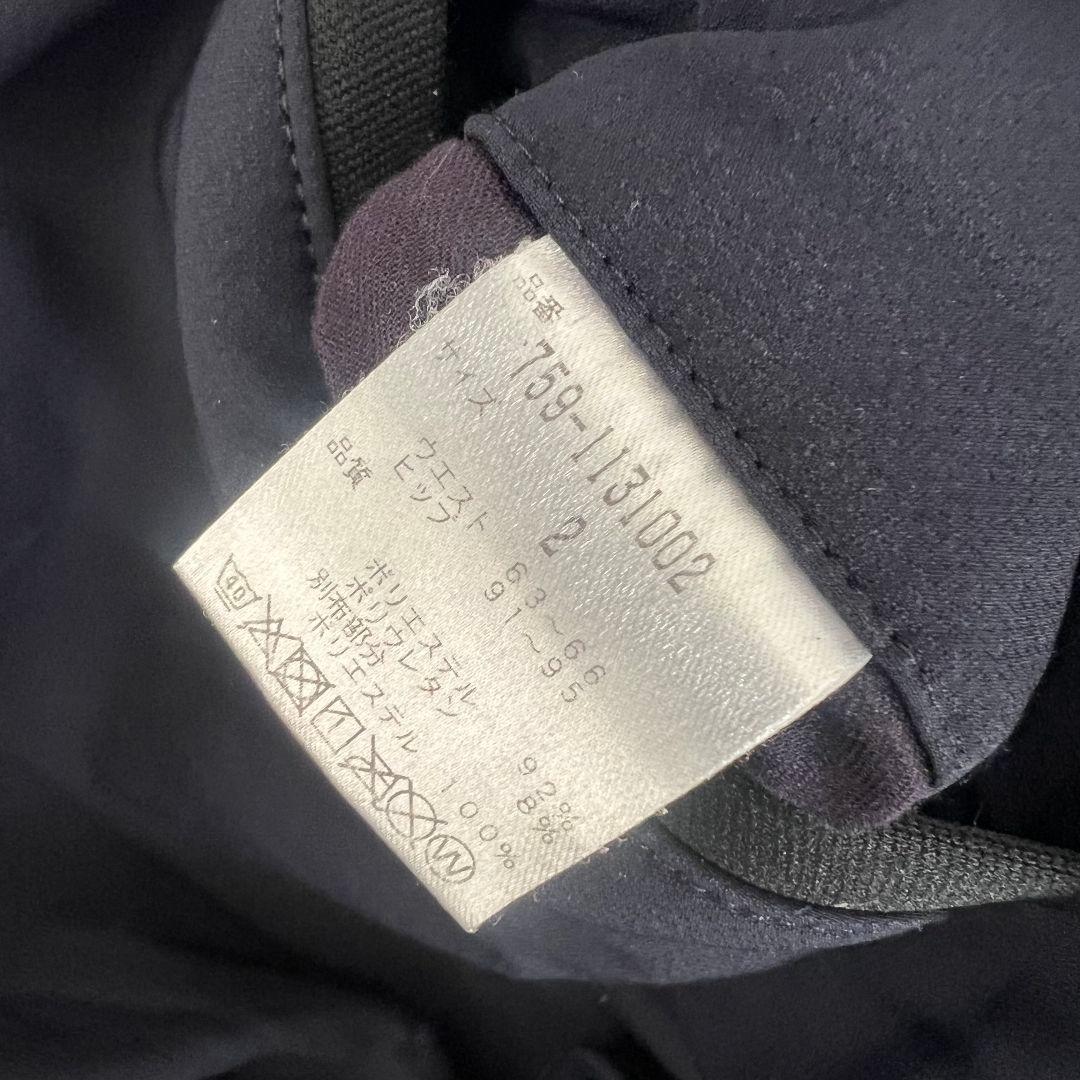 品番 759-1131002
サイズ 2
ウエスト 63~66
ヒップ 91~95
品質
ポリエステル 92%
ポリウレタン 8%
別布部分
ポリエステル 100%
40
W